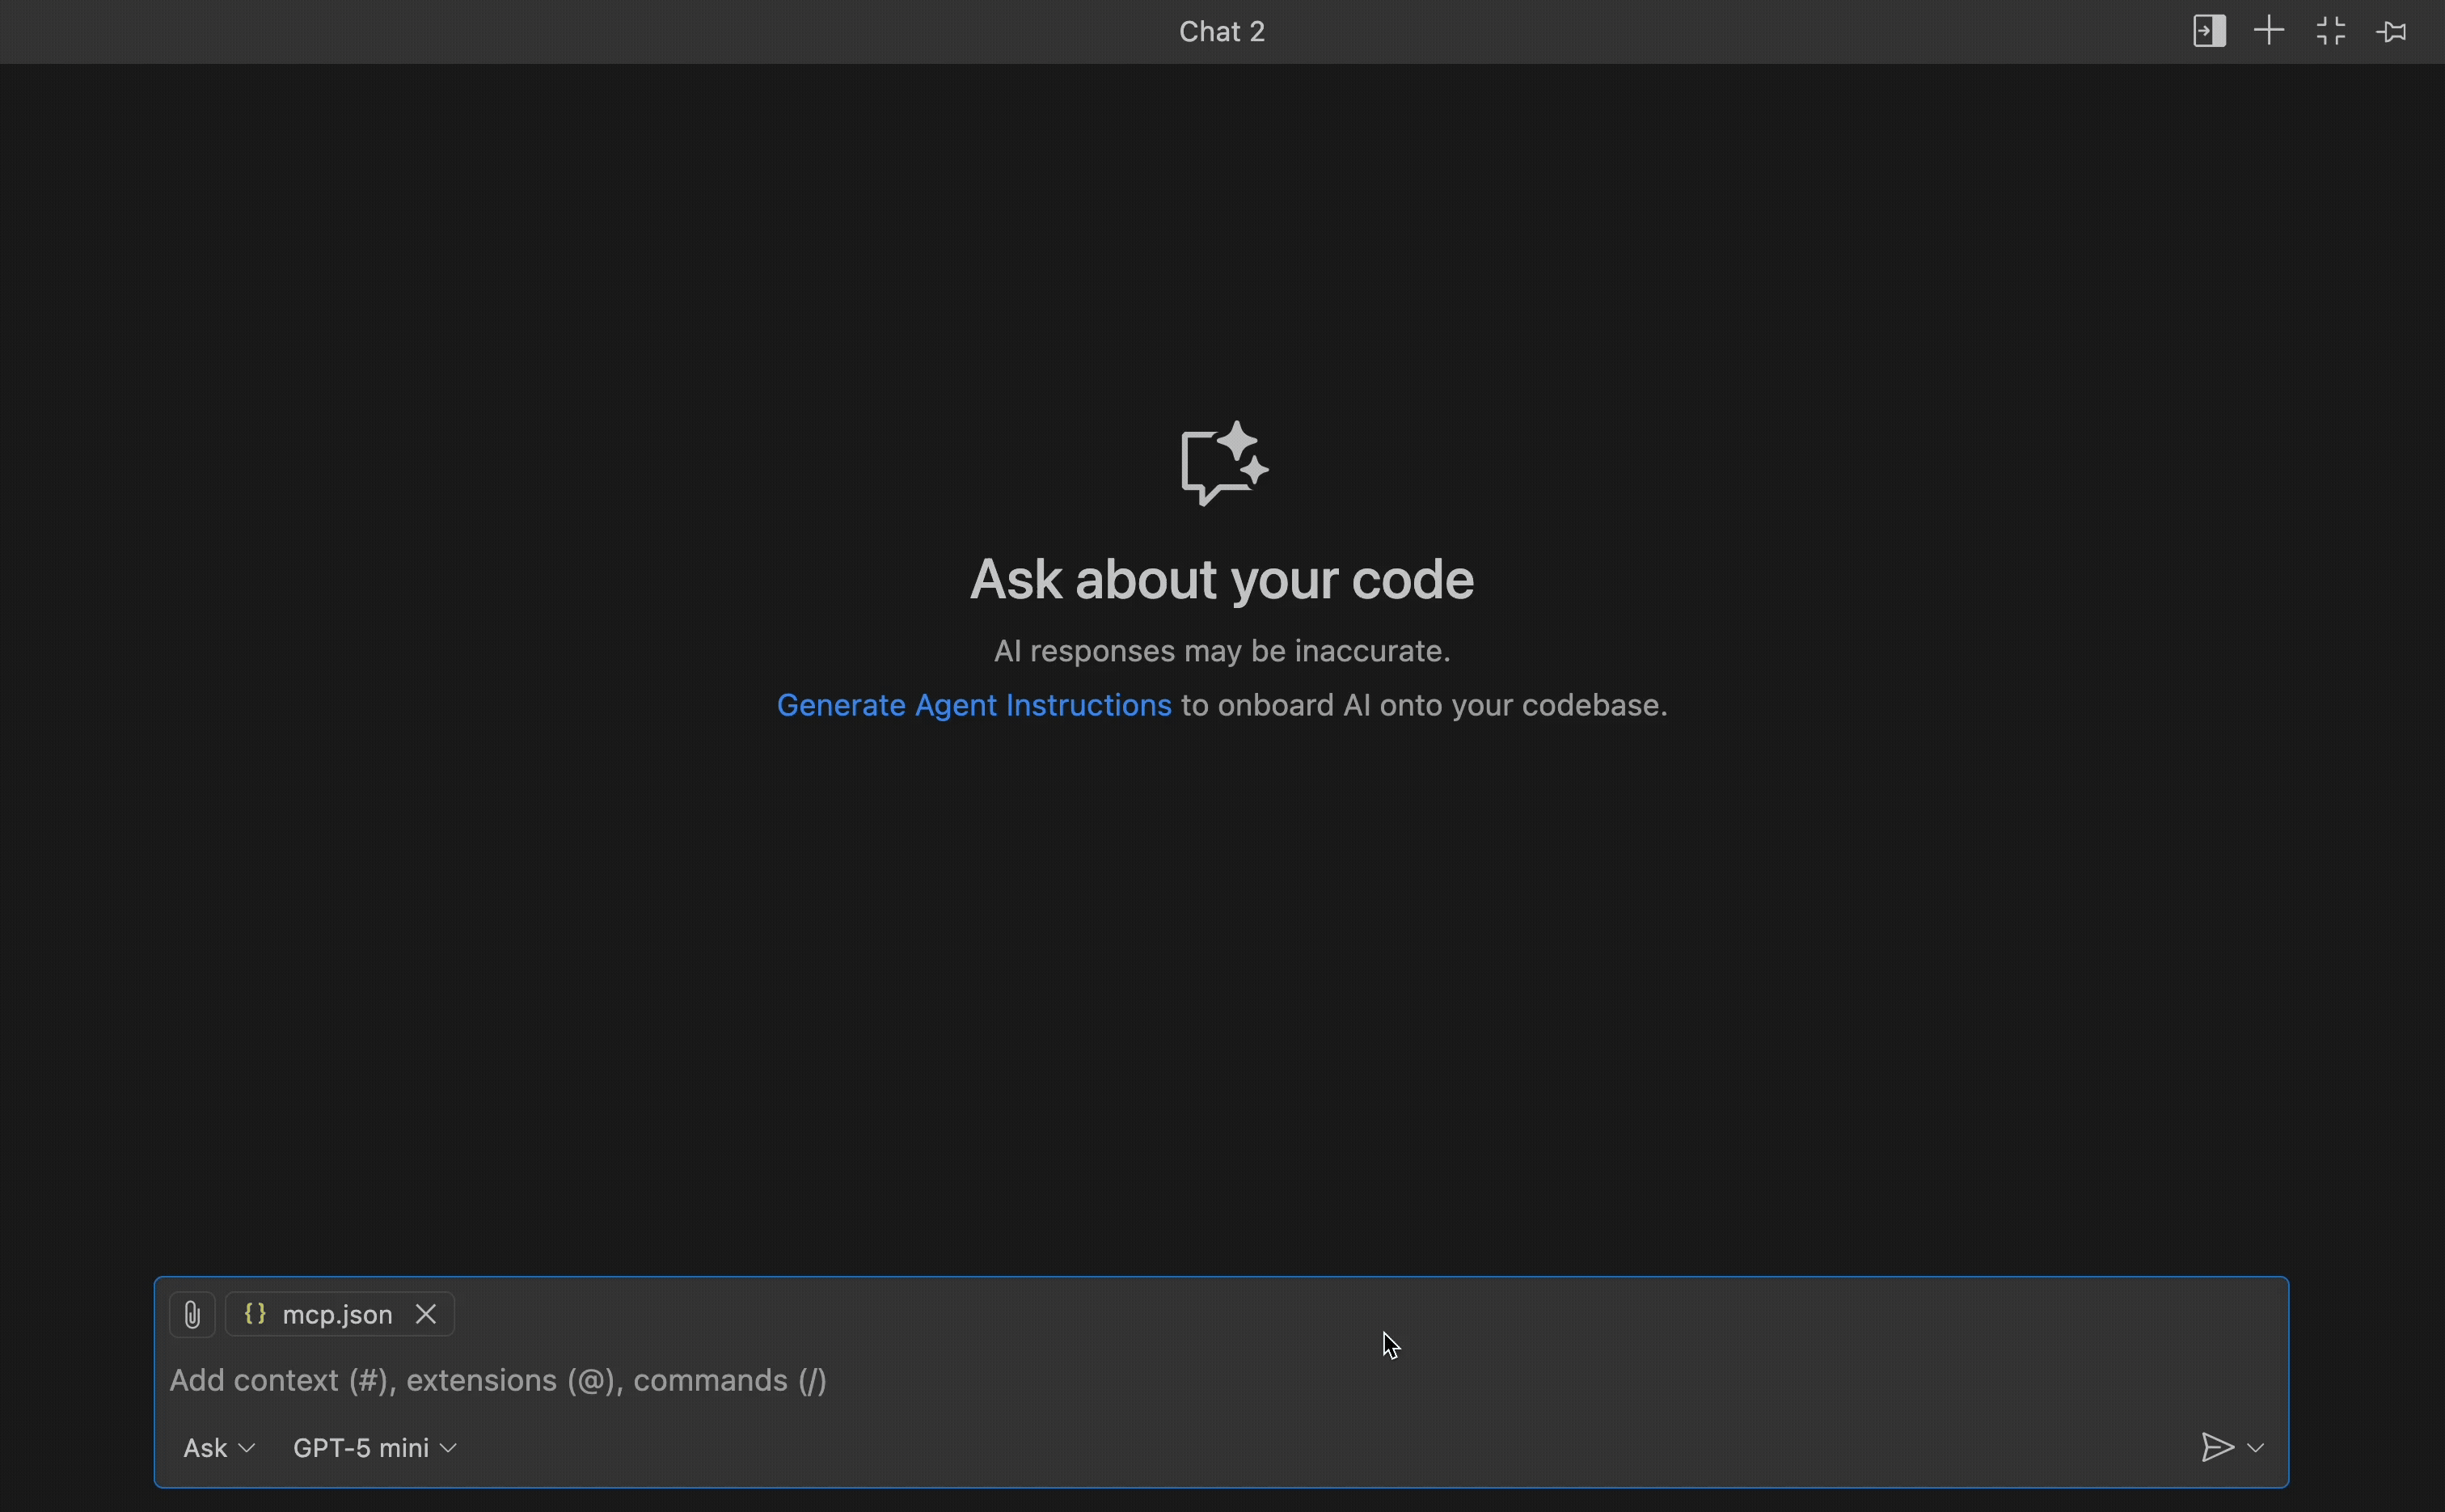 Chat 2
Ask about your code
AI responses may be inaccurate.
Generate Agent Instructions to onboard AI onto your codebase.
{} mcp.json
Add context (#), extensions (@), commands (/)
Ask GPT-5 mini